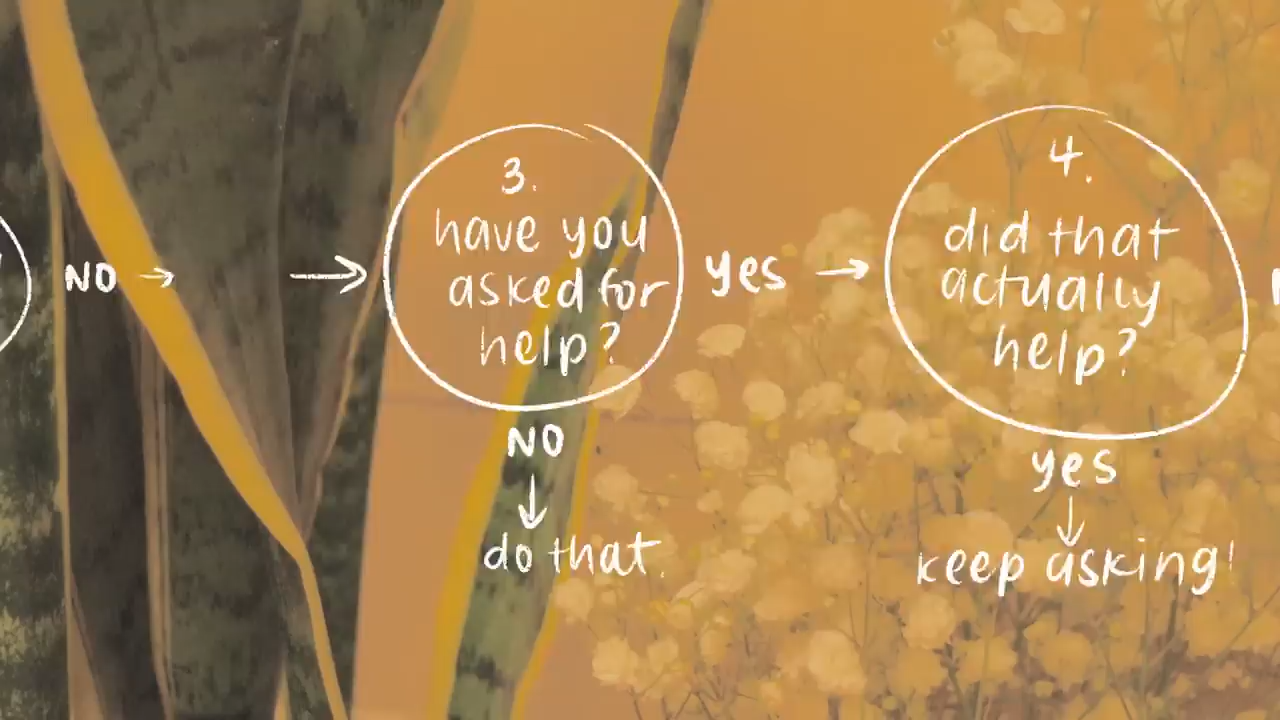 NO →
→
3.
have you
asked for
help?
yes →
NO
↓
do that.
4.
did that
actually
help?
yes
↓
keep asking!